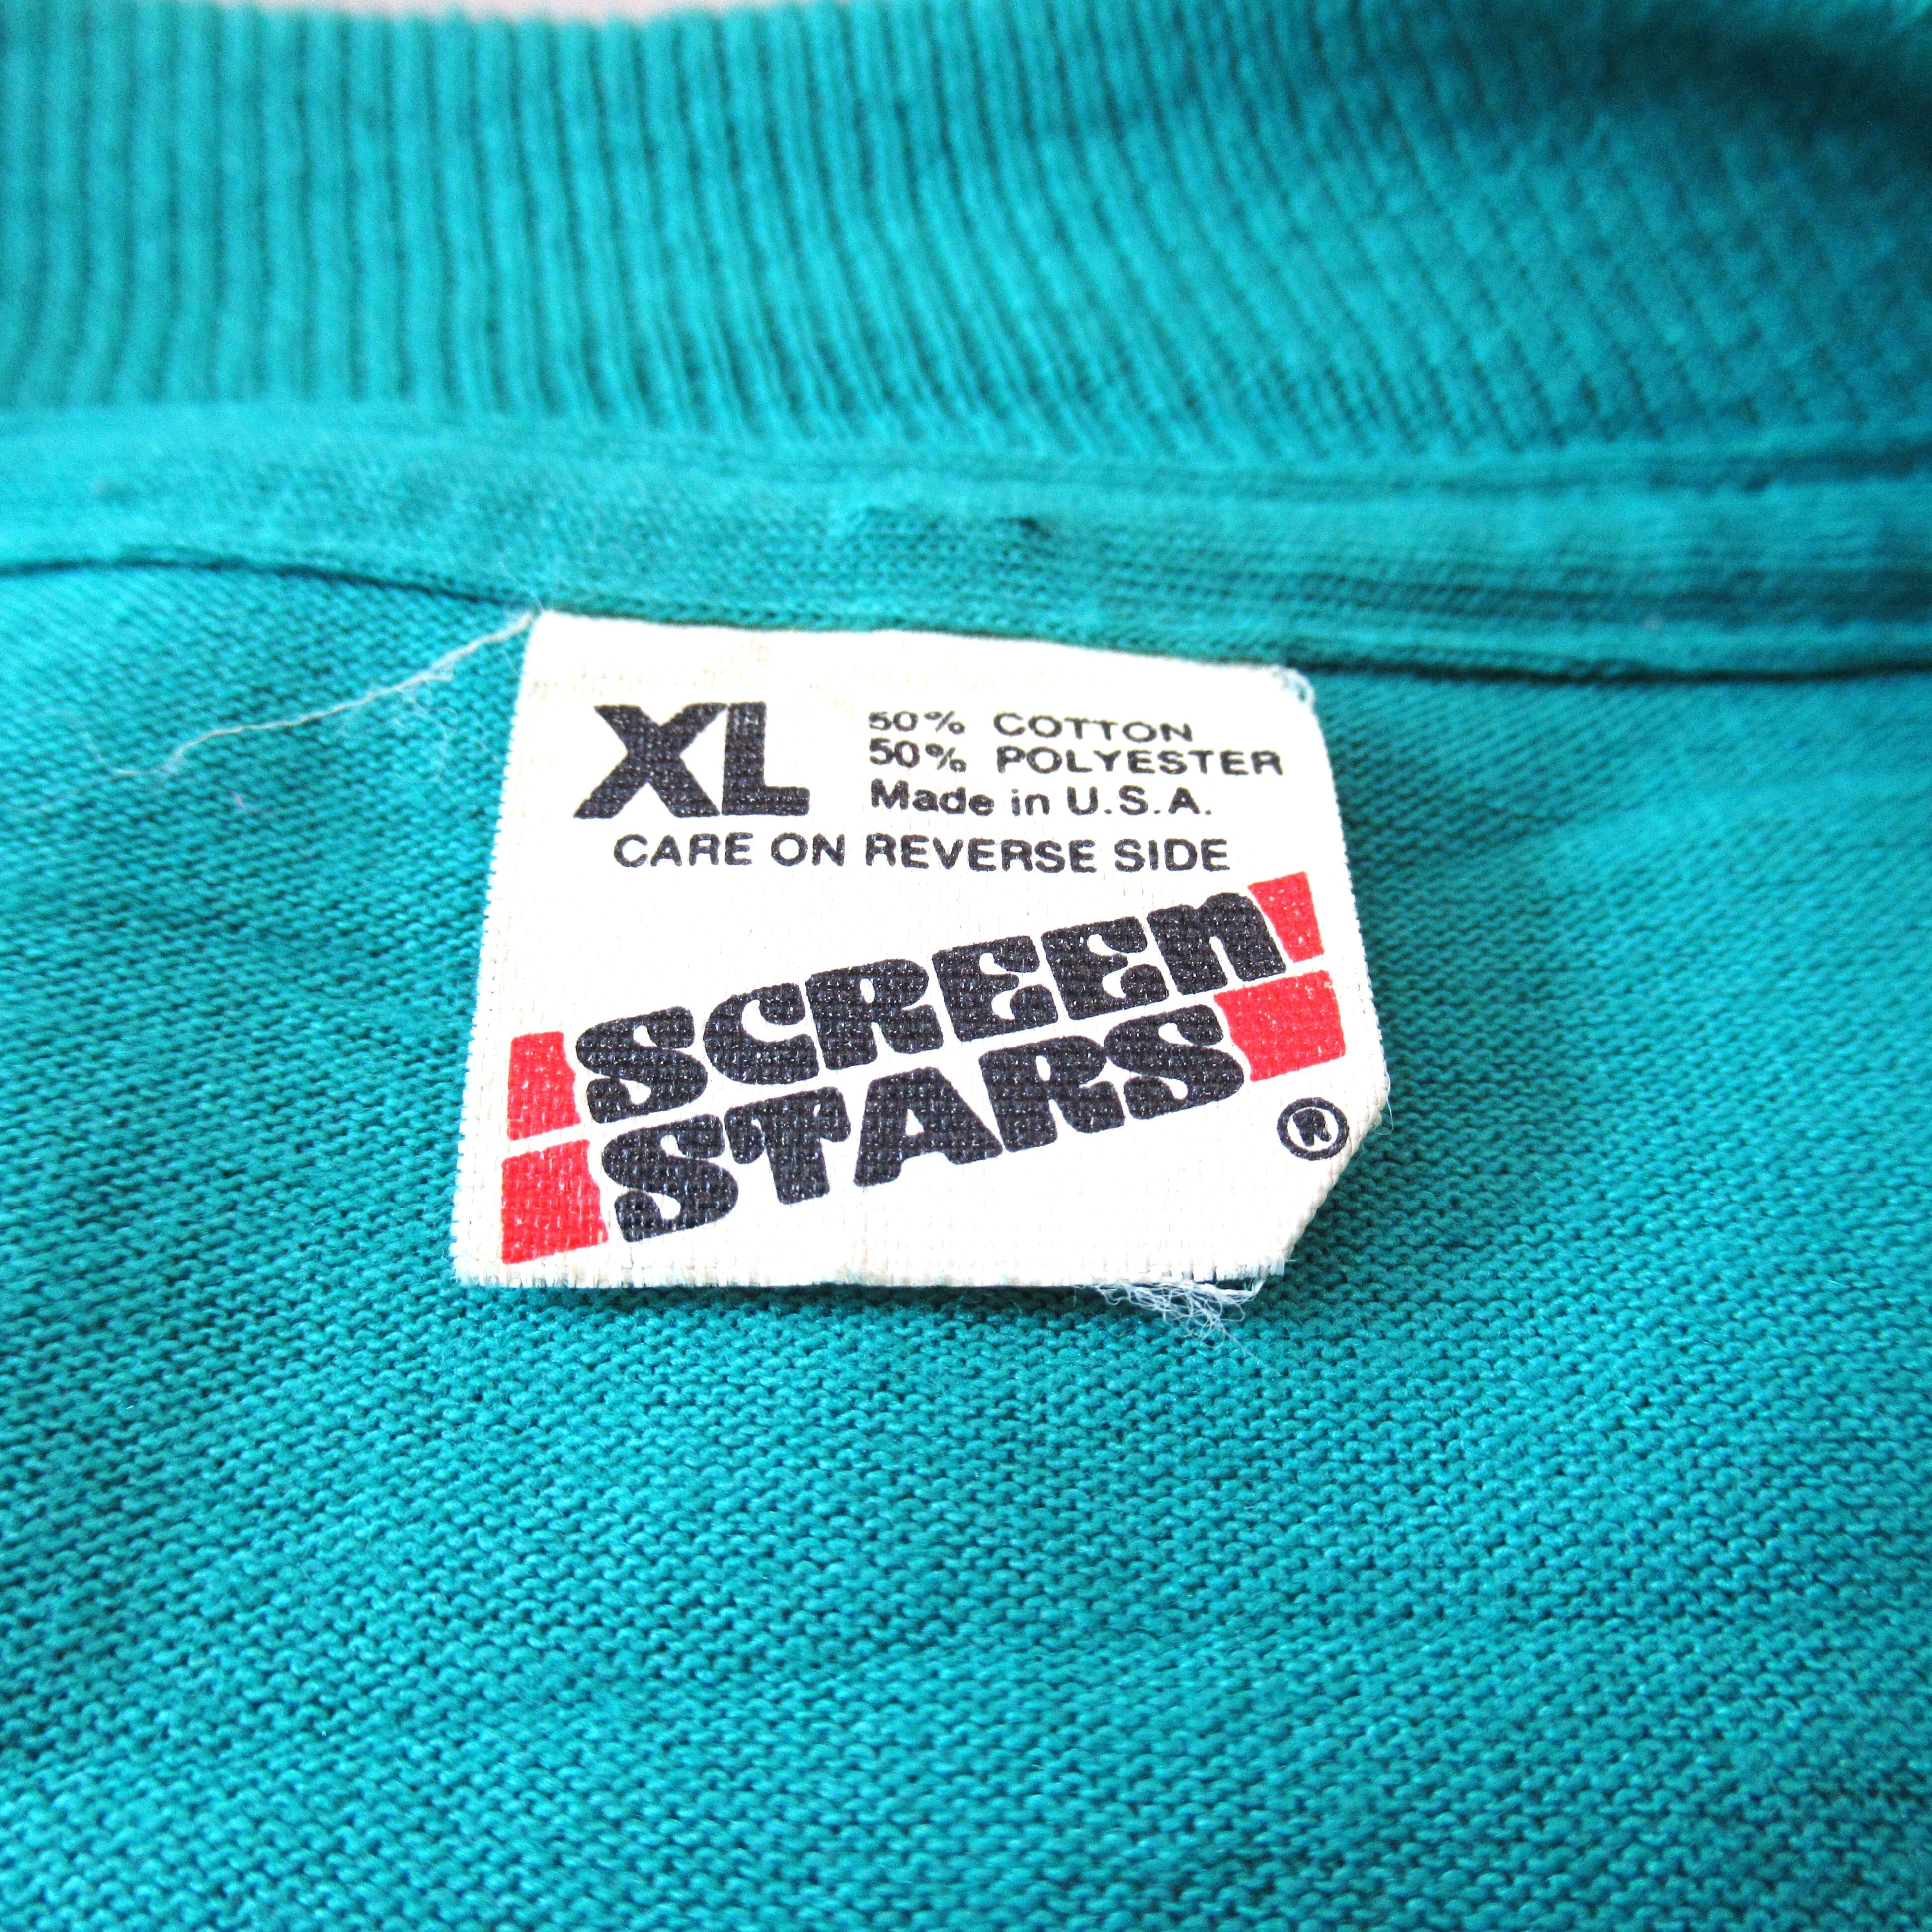 XL
50% COTTON
50% POLYESTER
Made in U.S.A.
CARE ON REVERSE SIDE
SCREEN
STARS
®